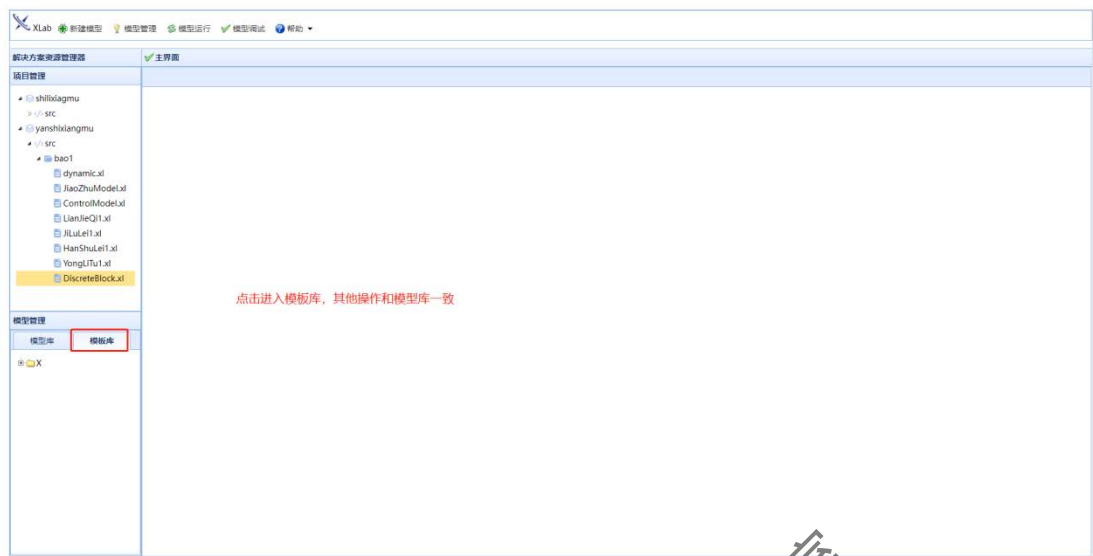 XLab 新建模型 模型管理 模型运行 模型调试 帮助
解决方案资源管理器
主界面
项目管理
shilixiagmu
src
yanshixiangmu
src
bao1
dynamic.xl
JiaoZhuModel.xl
ControlModel.xl
LianJieQi1.xl
JiLuLei1.xl
HanShuLei1.xl
YongLiTu1.xl
DiscreteBlock.xl
点击进入模板库，其他操作和模型库一致
模型管理
模型库 模板库
X